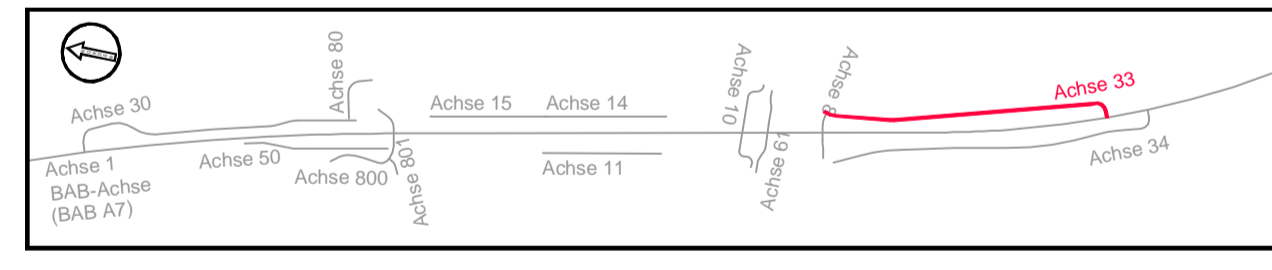 Achse 30
Achse 80
Achse 15
Achse 14
Achse 10
Achse 8
Achse 33
Achse 1
BAB-Achse
(BAB A7)
Achse 50
Achse 800
Achse 801
Achse 11
Achse 61
Achse 34